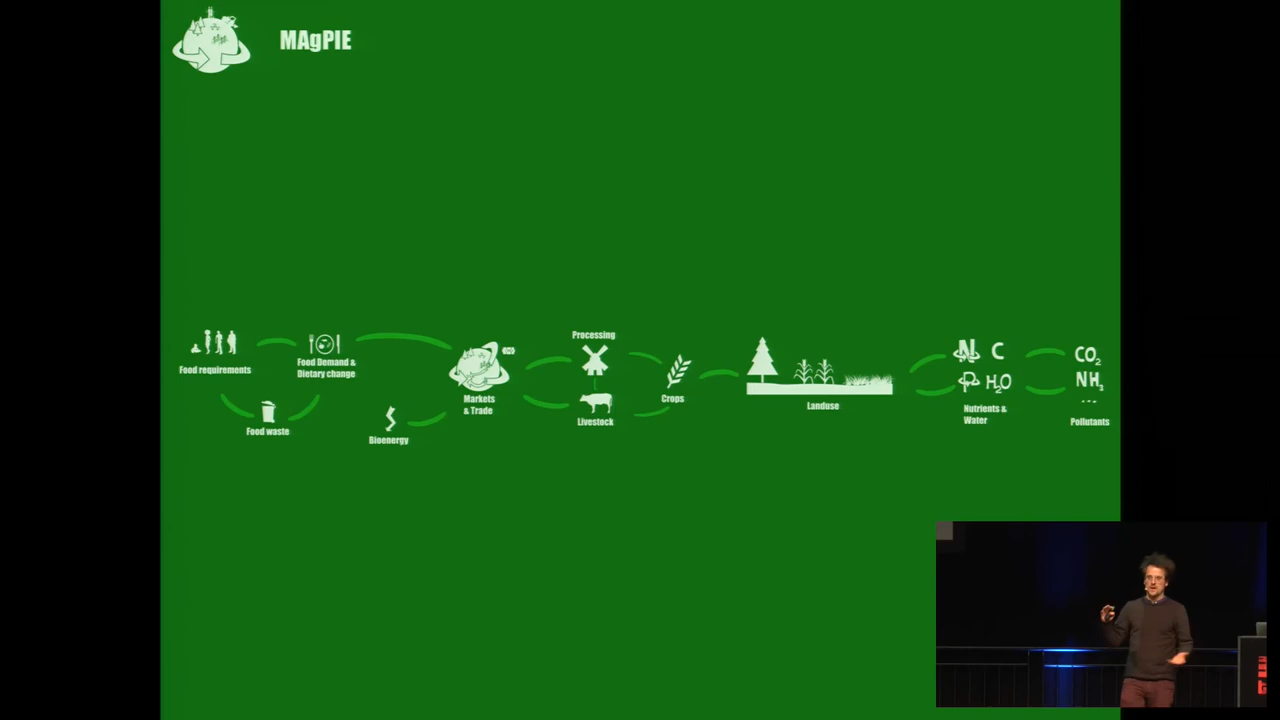 MAgPIE
Processing
Food requirements
Food Demand &
Dietary change
Food waste
Bioenergy
Markets
& Trade
Livestock
Crops
Landuse
N C
P H₂O
Nutrients &
Water
CO₂
NH₃
...
Pollutants